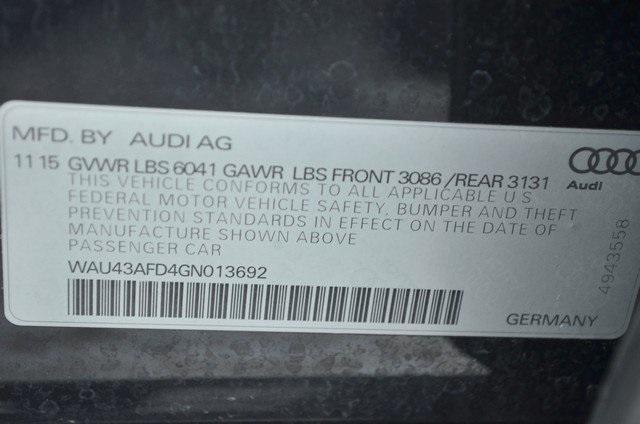 MFD. BY AUDI AG
11 15 GVWR LBS 6041 GAWR LBS FRONT 3086 /REAR 3131
THIS VEHICLE CONFORMS TO ALL APPLICABLE U S
FEDERAL MOTOR VEHICLE SAFETY, BUMPER AND THEFT
PREVENTION STANDARDS IN EFFECT ON THE DATE OF
MANUFACTURE SHOWN ABOVE
PASSENGER CAR
WAU43AFD4GN013692
Audi
4943558
GERMANY